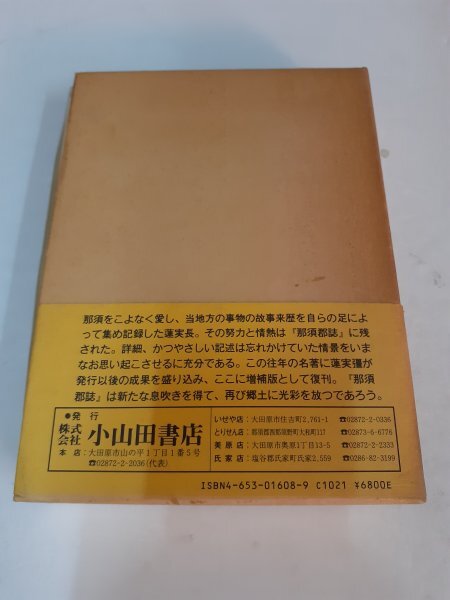 那須をこよなく愛し、当地方の事物の故事来歴を自らの足によ
って集め記録した蓮実長。その努力と情熱は『那須郡誌』に残
された。詳細、かつやさしい記述は忘れかけていた情景をいま
なお思い起こさせるに充分である。この往年の名著に蓮実彊が
発行以後の成果を盛り込み、ここに増補版として復刊。『那須
郡誌』は新たな息吹きを得て、再び郷土に光彩を放つであろう。
●発行
株式会社 小山田書店
本店:大田原市山の平1丁目1番5号
☎02872-2-2036(代表)
いせや店:大田原市住吉町2,761-1 ☎02872-2-0336
とりせん店:那須郡西那須野町大和町117 ☎02873-6-6776
美原店:大田原市美原1丁目13-5 ☎02872-2-2333
氏家店:塩谷郡氏家町氏家2,559 ☎0286-82-3199
ISBN4-653-01608-9 C1021 ¥6800E